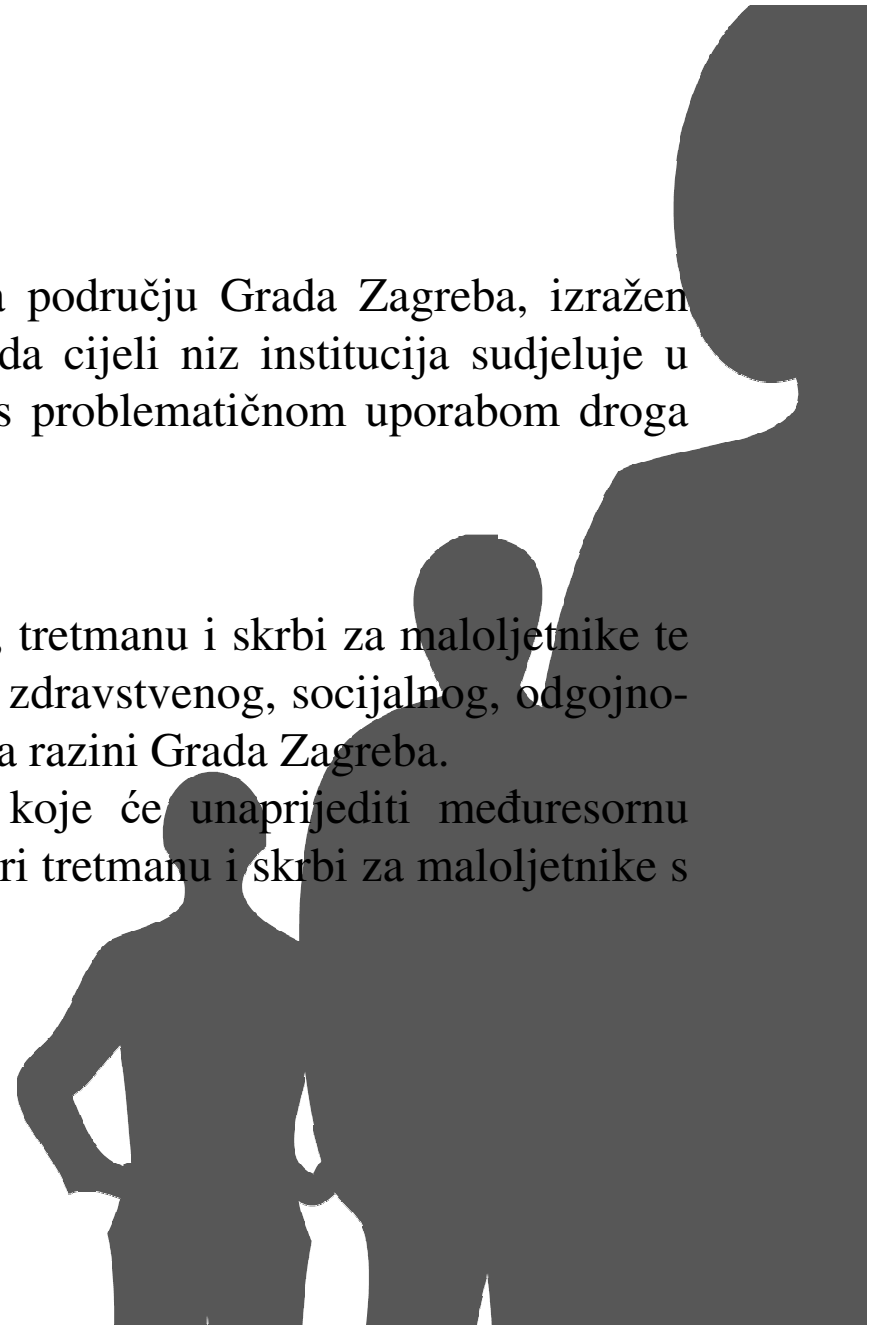 području Grada Zagreba, izražen
da cijeli niz institucija sudjeluje u
s problematičnom uporabom droga
tretmanu i skrbi za maloljetnike te
zdravstvenog, socijalnog, odgojno-
a razini Grada Zagreba.
koje će unaprijediti međuresornu
ri tretmanu i skrbi za maloljetnike s